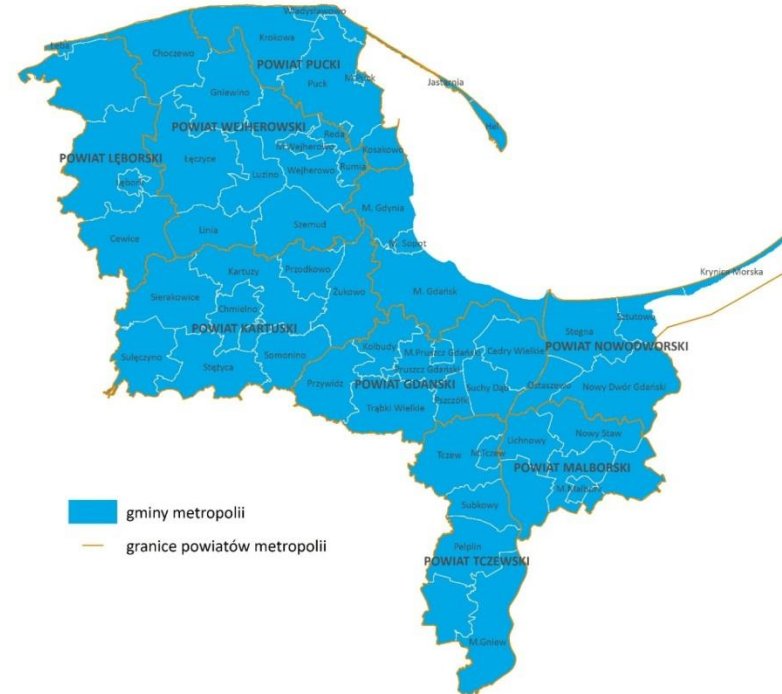 Władysławowo
Krokowa
Łeba
Choczewo
POWIAT PUCKI
Puck
Jastarnia
Gniewino
Hel
POWIAT WEJHEROWSKI
Reda
M.Wejherowo
Koszkowo
POWIAT LĘBORSKI
Łęczyce
Rumia
Luzino
Wejherowo
Lębork
M. Gdynia
Linia
Szemud
Cewice
M. Sopot
Kartuzy
Przodkowo
Krynica Morska
Sierakowice
Żukowo
M. Gdańsk
Chmielno
Sztutowo
POWIAT KARTUSKI
Stegna
POWIAT NOWODWORSKI
Kolbudy
M.Pruszcz Gdański
Cedry Wielkie
Sulęczyno
Somonino
Stężyca
Pruszcz Gdański
Przywidz
POWIAT GDAŃSKI
Suchy Dąb
Ostaszewo
Nowy Dwór Gdański
Pszczółki
Trąbki Wielkie
Lichnowy
Nowy Staw
Tczew
M.Tczew
POWIAT MALBORSKI
M.Malbork
Subkowy
gminy metropolii
Pelplin
granice powiatów metropolii
POWIAT TCZEWSKI
M.Gniew